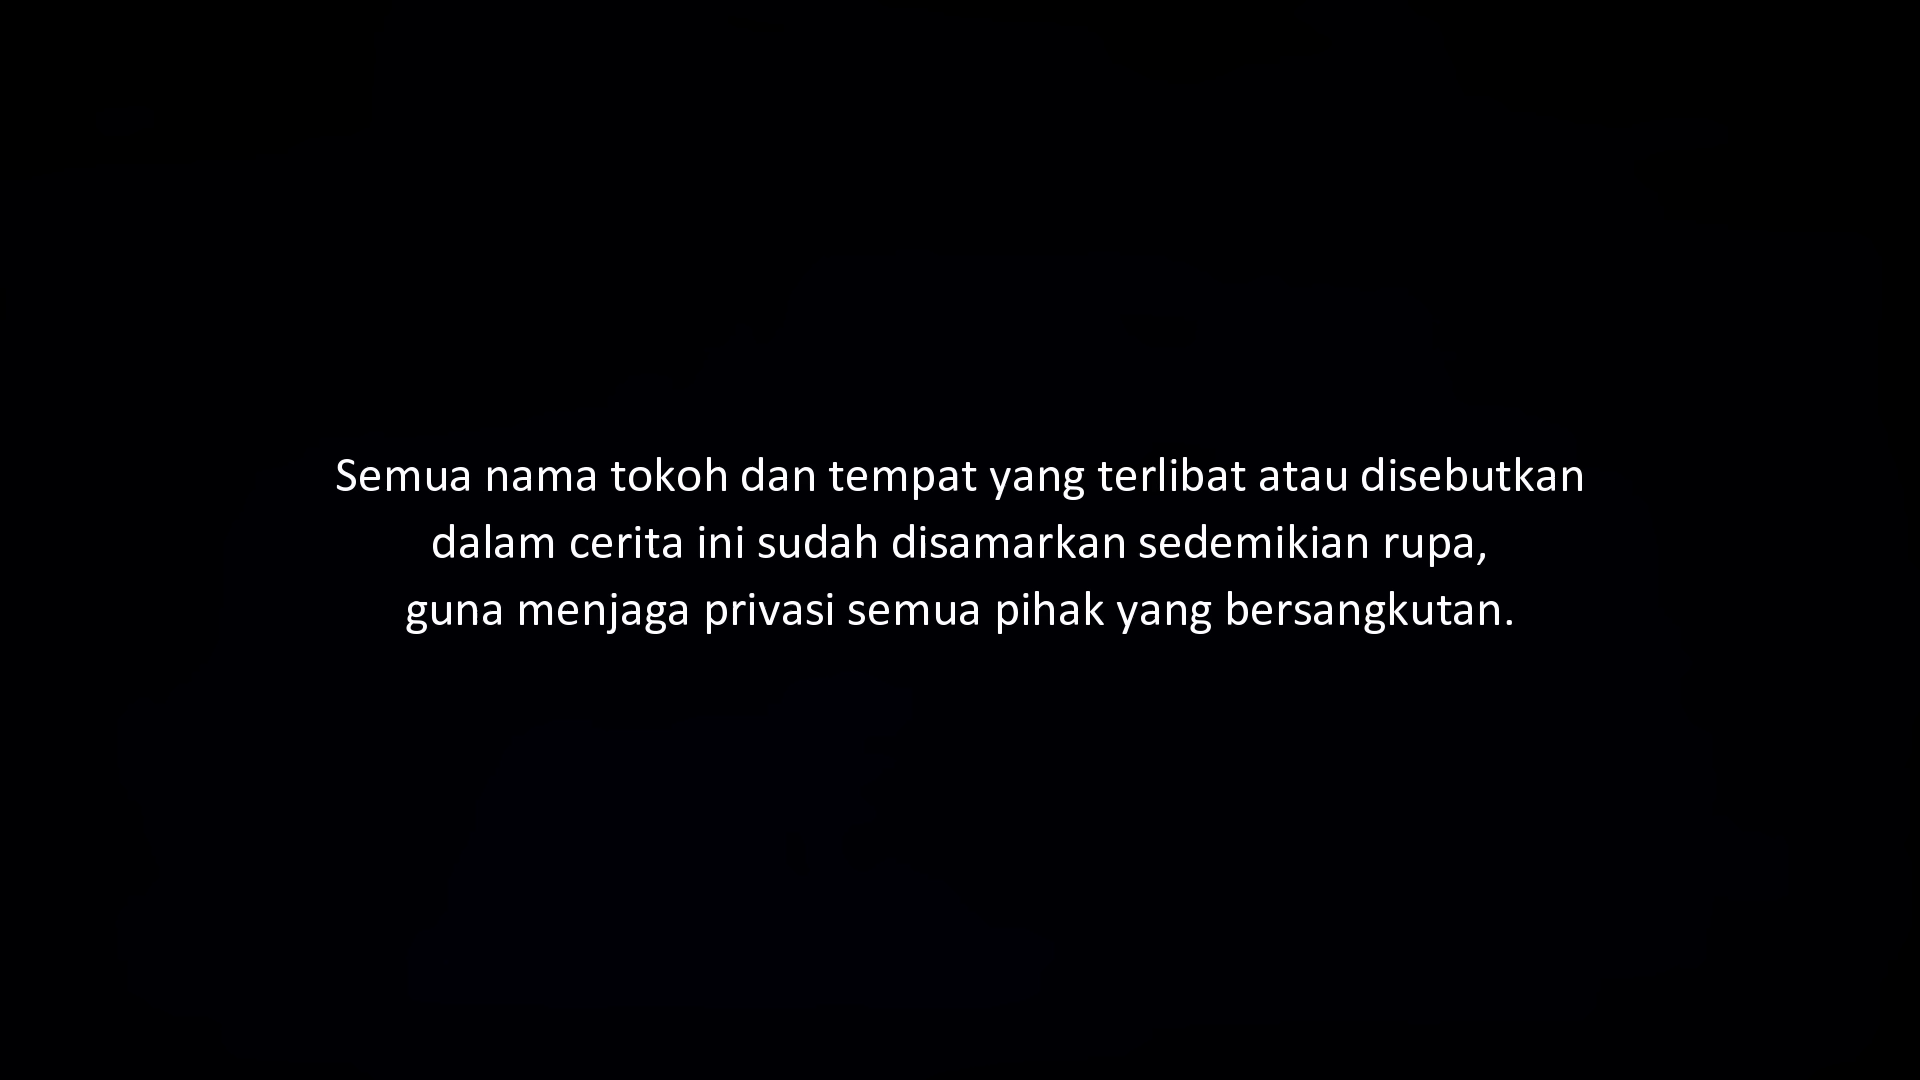 Semua nama tokoh dan tempat yang terlibat atau disebutkan
dalam cerita ini sudah disamarkan sedemikian rupa,
guna menjaga privasi semua pihak yang bersangkutan.